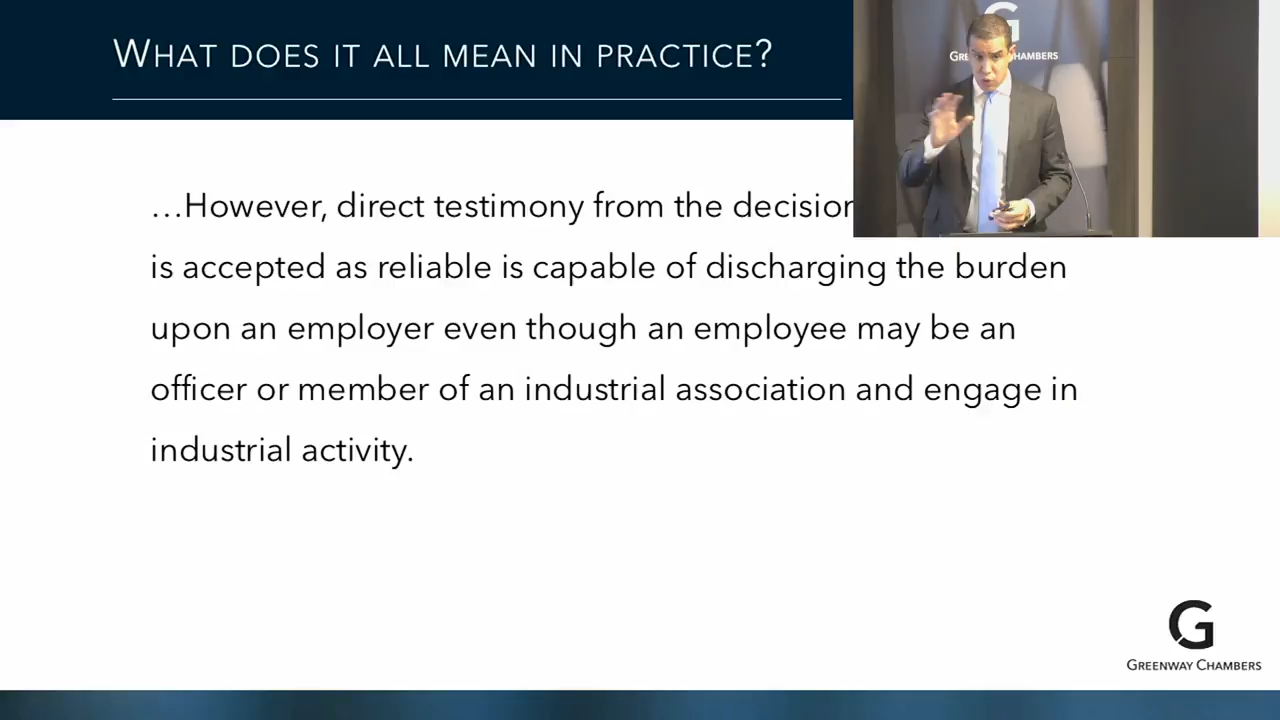 WHAT DOES IT ALL MEAN IN PRACTICE?
G
GREENWAY CHAMBERS
…However, direct testimony from the decision
is accepted as reliable is capable of discharging the burden
upon an employer even though an employee may be an
officer or member of an industrial association and engage in
industrial activity.
G
GREENWAY CHAMBERS